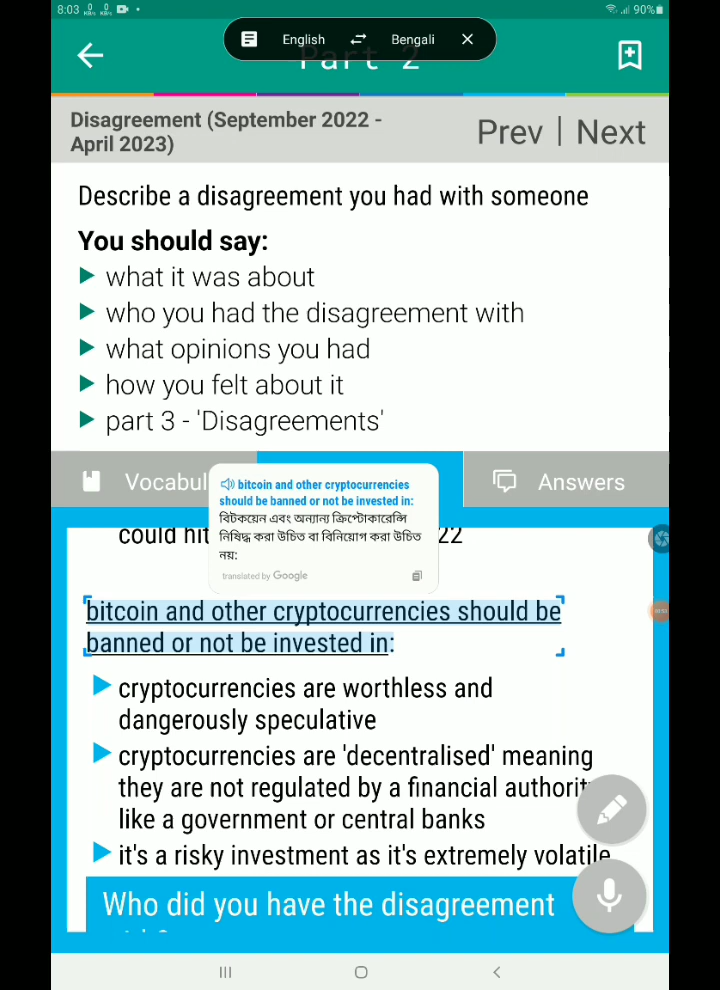 8:03
90%
English
Bengali
Part 2
Disagreement (September 2022 -
April 2023)
Prev | Next
Describe a disagreement you had with someone
You should say:
what it was about
who you had the disagreement with
what opinions you had
how you felt about it
part 3 - 'Disagreements'
Vocabul
Answers
bitcoin and other cryptocurrencies
should be banned or not be invested in:
বিটকয়েন এবং অন্যান্য ক্রিপ্টোকারেন্সি
নিষিদ্ধ করা উচিত বা বিনিয়োগ করা উচিত
নয়:
translated by Google
could hit
22
bitcoin and other cryptocurrencies should be
banned or not be invested in:
cryptocurrencies are worthless and
dangerously speculative
cryptocurrencies are 'decentralised' meaning
they are not regulated by a financial authorit
like a government or central banks
it's a risky investment as it's extremely volatile
Who did you have the disagreement